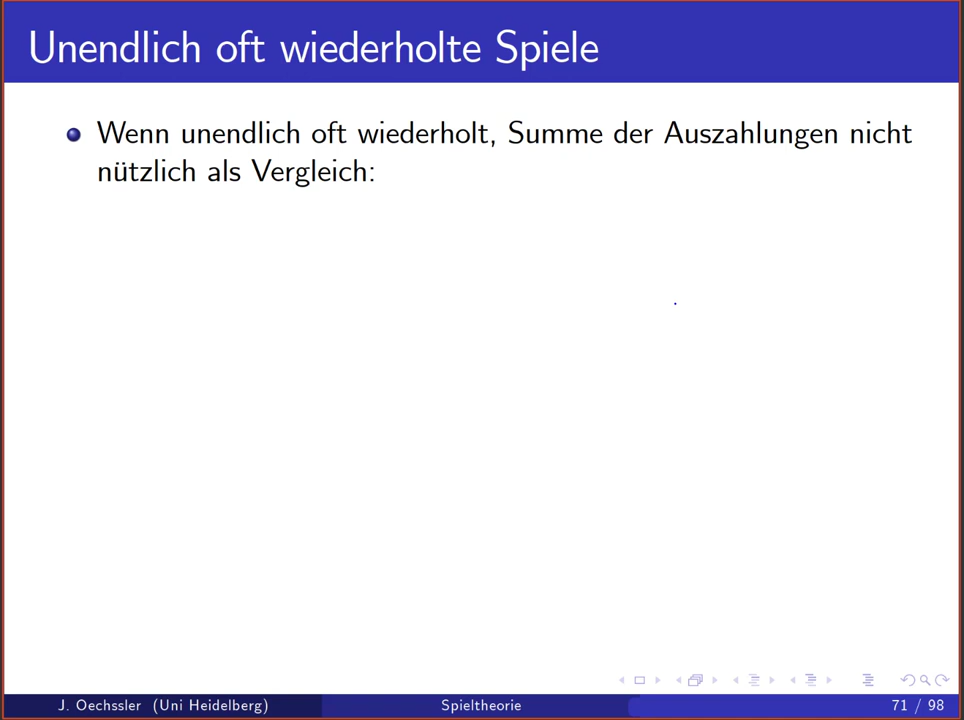 Unendlich oft wiederholte Spiele
Wenn unendlich oft wiederholt, Summe der Auszahlungen nicht
nützlich als Vergleich:
J. Oechssler (Uni Heidelberg) Spieltheorie 71 / 98